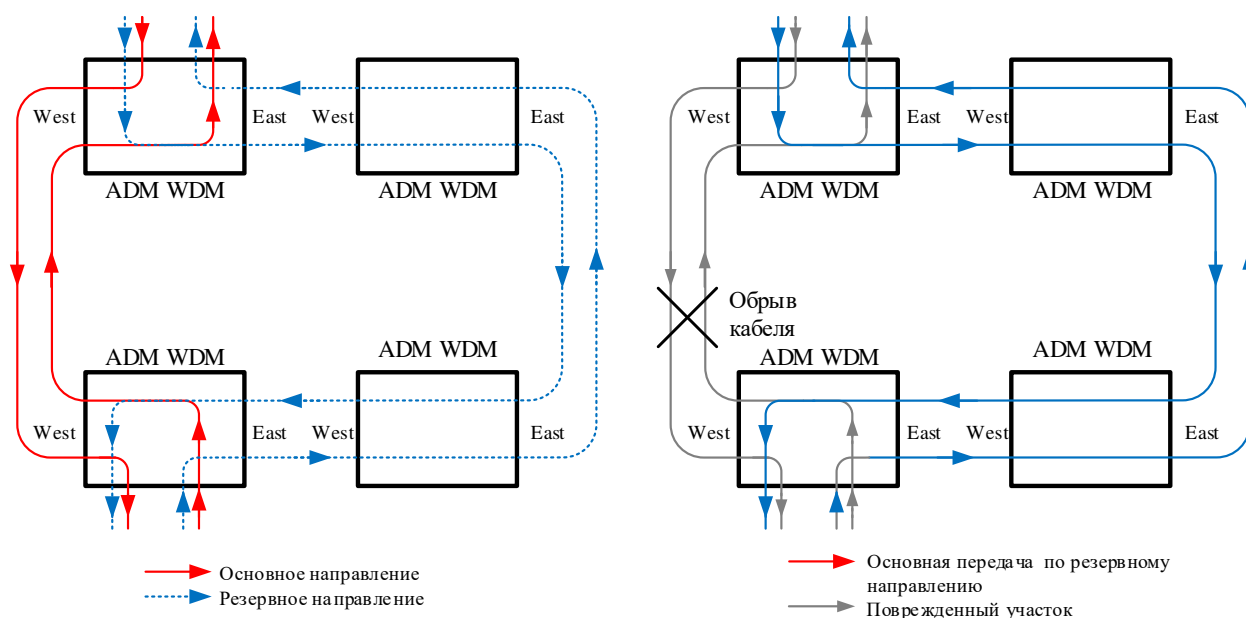 West
East
West
East
ADM WDM
ADM WDM
ADM WDM
ADM WDM
West
East
West
East
Основное направление
Резервное направление
West
East
West
East
ADM WDM
ADM WDM
Обрыв
кабеля
ADM WDM
ADM WDM
West
East
West
East
Основная передача по резервному
направлению
Поврежденный участок